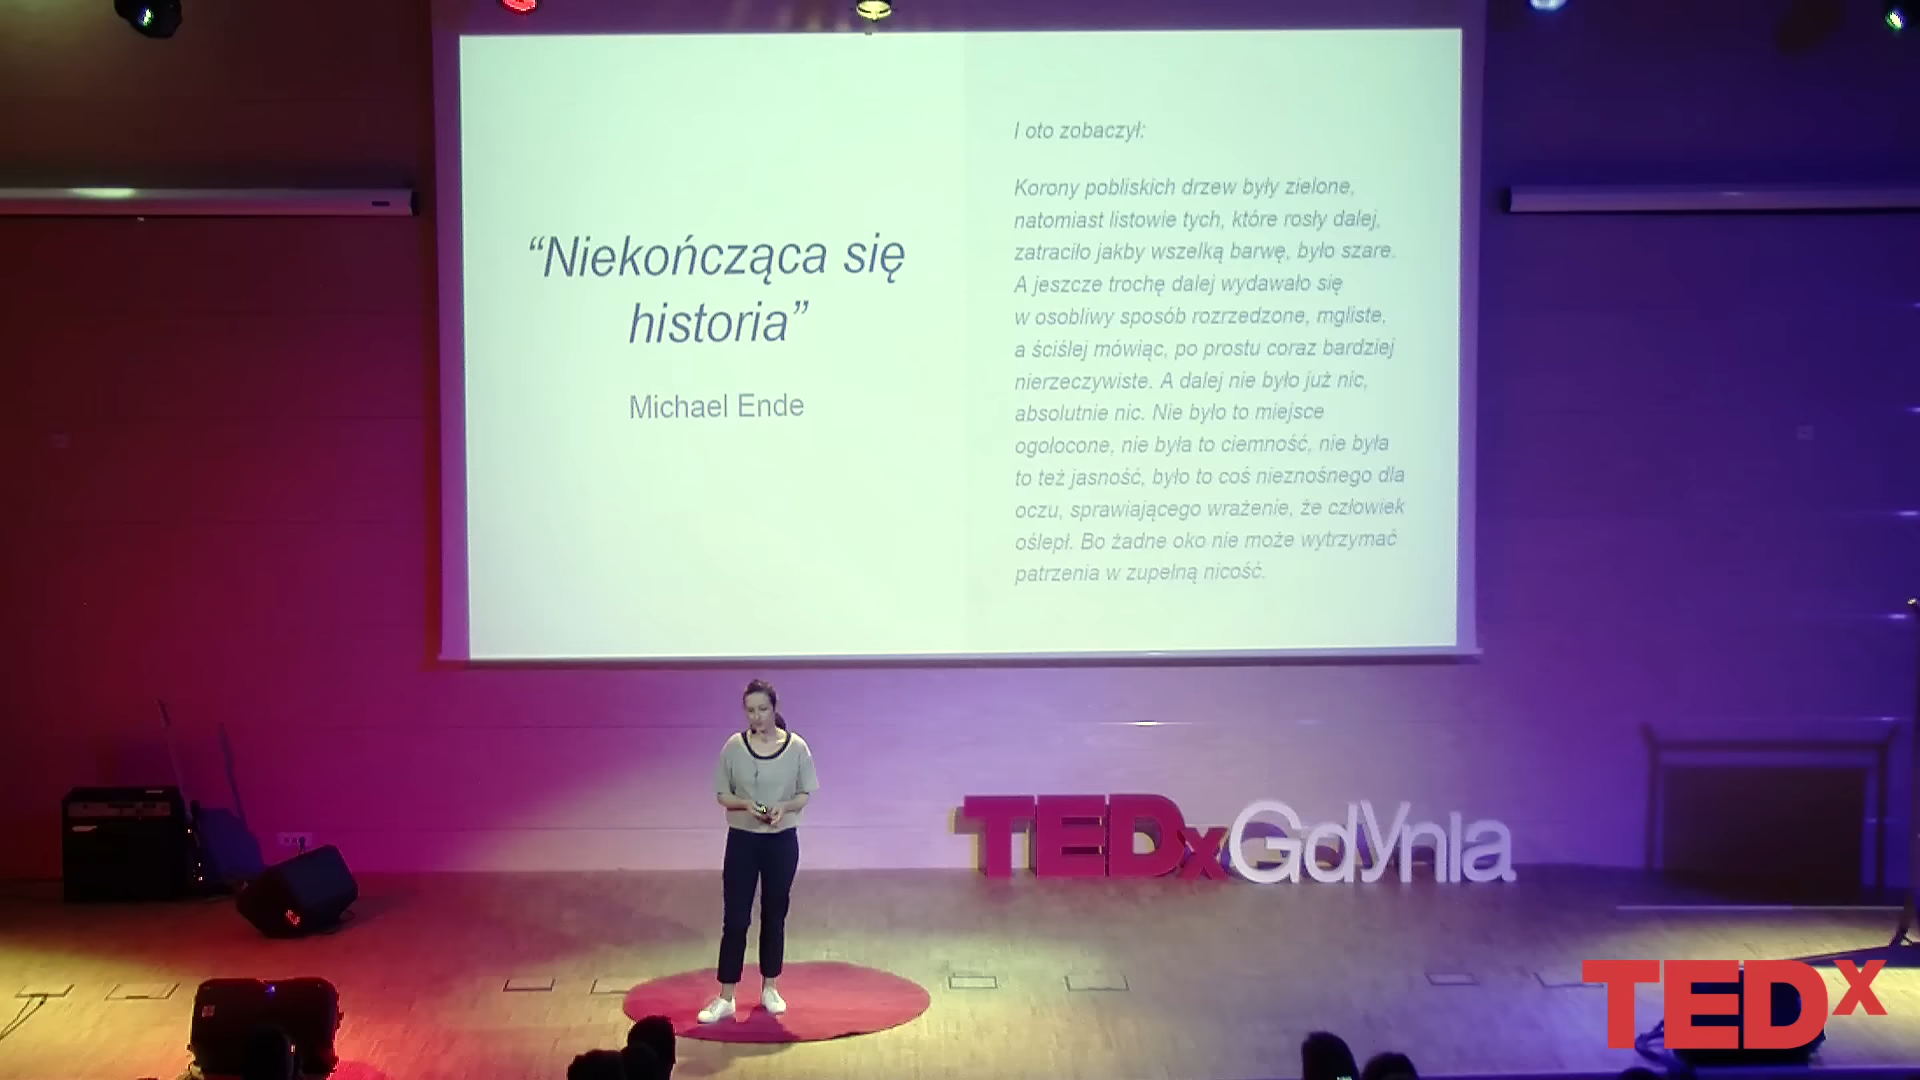 “Niekończąca się
historia”
Michael Ende
I oto zobaczył:
Korony pobliskich drzew były zielone,
natomiast listowie tych, które rosły dalej,
zatraciło jakby wszelką barwę, było szare.
A jeszcze trochę dalej wydawało się
w osobliwy sposób rozrzedzone, mgliste,
a ściślej mówiąc, po prostu coraz bardziej
nierzeczywiste. A dalej nie było już nic,
absolutnie nic. Nie było to miejsce
ogołocone, nie była to ciemność, nie była
to też jasność, było to coś nieznośnego dla
oczu, sprawiającego wrażenie, że człowiek
oślepł. Bo żadne oko nie może wytrzymać
patrzenia w zupełną nicość.
TEDxGdynia
TEDx